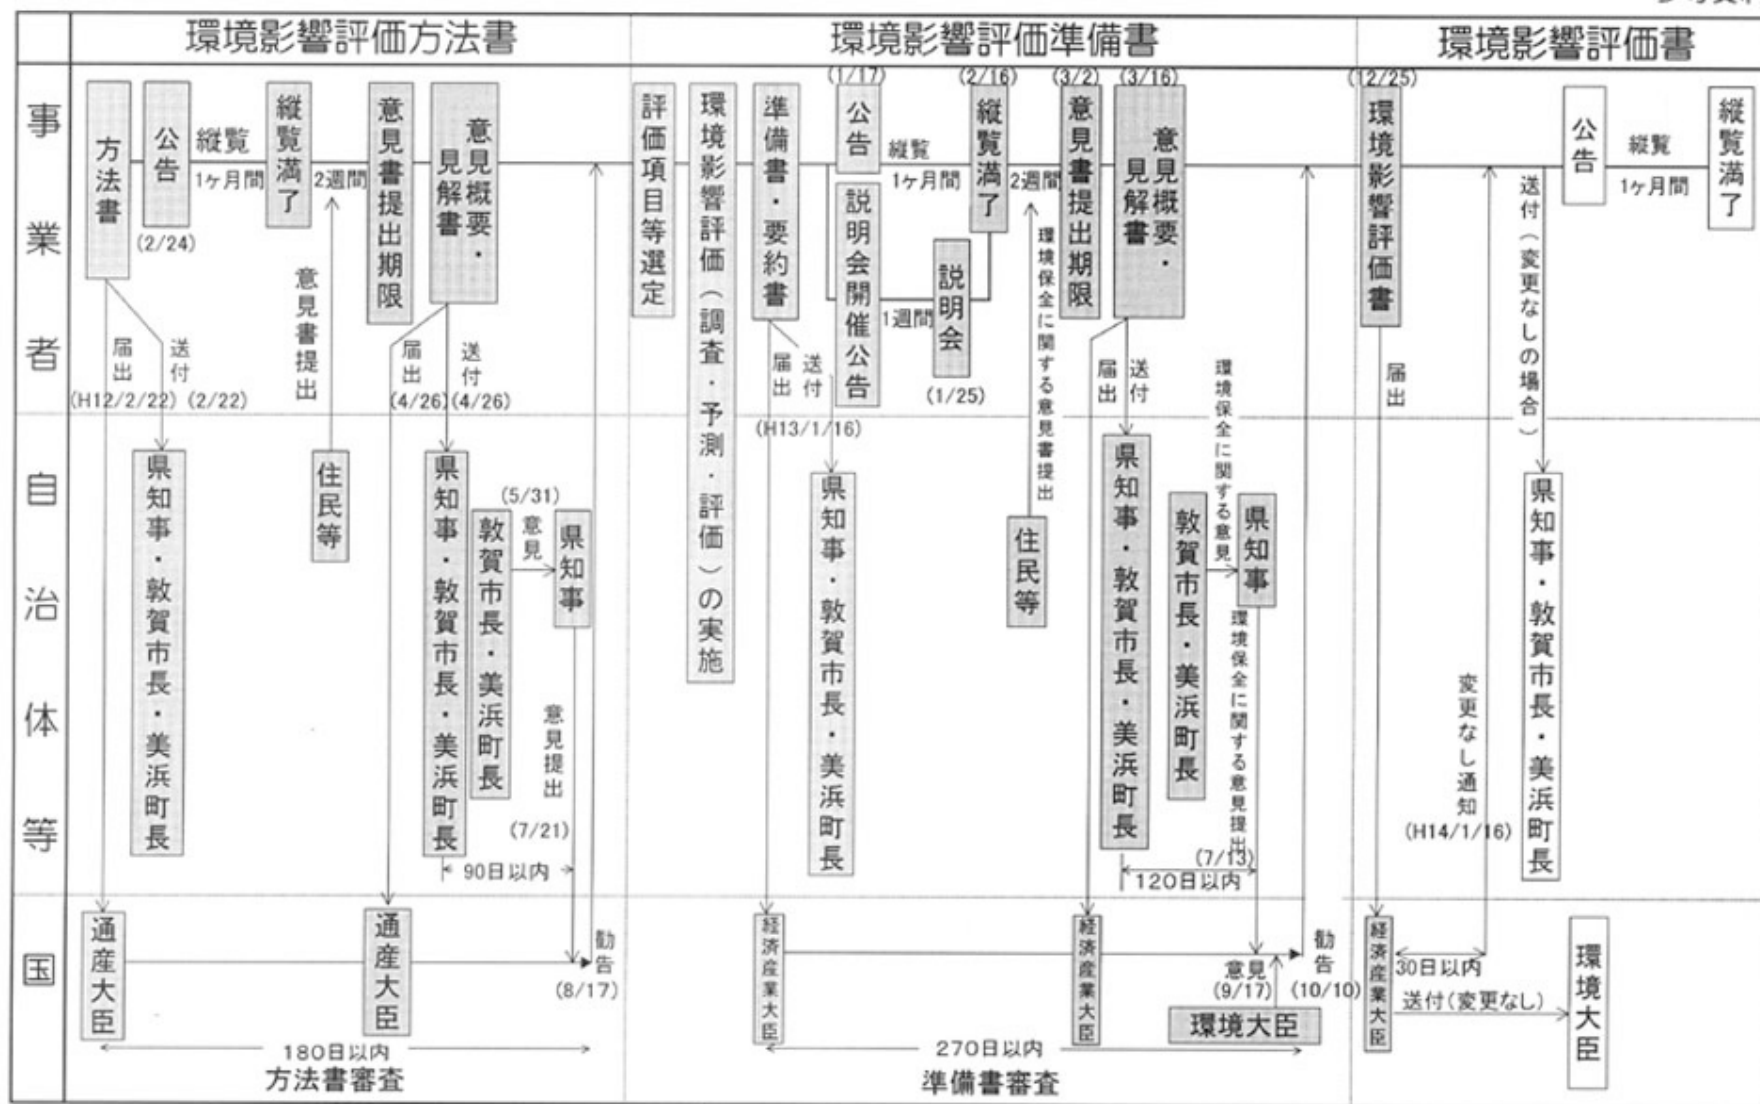 環境影響評価方法書
環境影響評価準備書
環境影響評価書
事業者
方法書
公告
(2/24)
縦覧
1ヶ月間
縦覧満了
2週間
意見書提出期限
意見概要・
見解書
届出
(H12/2/22)
送付
(2/22)
意見書提出
届出
(4/26)
送付
(4/26)
評価項目等選定
環境影響評価(調査・予測・評価)の実施
準備書・要約書
(1/17)
公告
縦覧
1ヶ月間
説明会開催公告
1週間
説明会
(1/25)
(2/16)
縦覧満了
2週間
(3/2)
意見書提出期限
(3/16)
意見概要・
見解書
届出
送付
(H13/1/16)
環境保全に関する意見書提出
届出
送付
環境保全に関する意見
(12/25)
環境影響評価書
届出
送付(変更なしの場合)
公告
縦覧
1ヶ月間
縦覧満了
自治体等
県知事・敦賀市長・美浜町長
住民等
県知事・敦賀市長・美浜町長
敦賀市長・美浜町長
(5/31)
意見
県知事
意見提出
(7/21)
90日以内
県知事・敦賀市長・美浜町長
住民等
県知事・敦賀市長・美浜町長
敦賀市長・美浜町長
県知事
環境保全に関する意見提出
(7/13)
120日以内
変更なし通知
(H14/1/16)
県知事・敦賀市長・美浜町長
国
通産大臣
通産大臣
勧告
(8/17)
180日以内
方法書審査
経済産業大臣
経済産業大臣
意見
(9/17)
環境大臣
勧告
(10/10)
270日以内
準備書審査
経済産業大臣
30日以内
送付(変更なし)
環境大臣